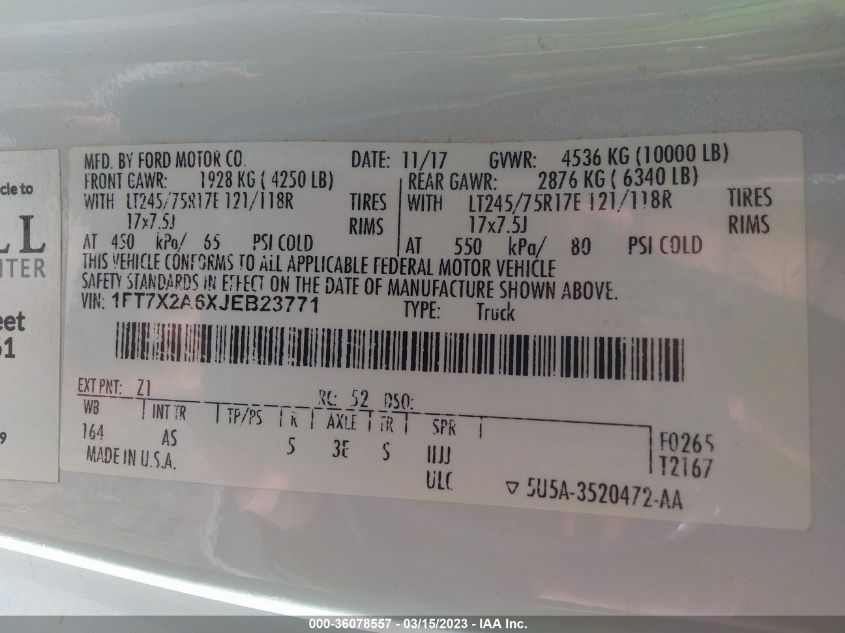 cle to
LL
NTER
eet
61
9
MFD. BY FORD MOTOR CO. DATE: 11/17 GVWR: 4536 KG (10000 LB)
FRONT GAWR: 1928 KG ( 4250 LB) REAR GAWR: 2876 KG ( 6340 LB)
WITH LT245/75R17E 121/118R TIRES WITH LT245/75R17E 121/118R TIRES
17x7.5J RIMS 17x7.5J RIMS
AT 450 kPa/ 65 PSI COLD AT 550 kPa/ 80 PSI COLD
THIS VEHICLE CONFORMS TO ALL APPLICABLE FEDERAL MOTOR VEHICLE
SAFETY STANDARDS IN EFFECT ON THE DATE OF MANUFACTURE SHOWN ABOVE.
VIN: 1FT7X2A6XJEB23771 TYPE: Truck
EXT PNT: Z1 RC: 52 DSO:
WB INT TR TP/PS R AXLE TR SPR
164 AS 5 3E S IIJJ F0265
MADE IN U.S.A. ULC T2167
5U5A-3520472-AA
000-36078557 - 03/15/2023 - IAA Inc.